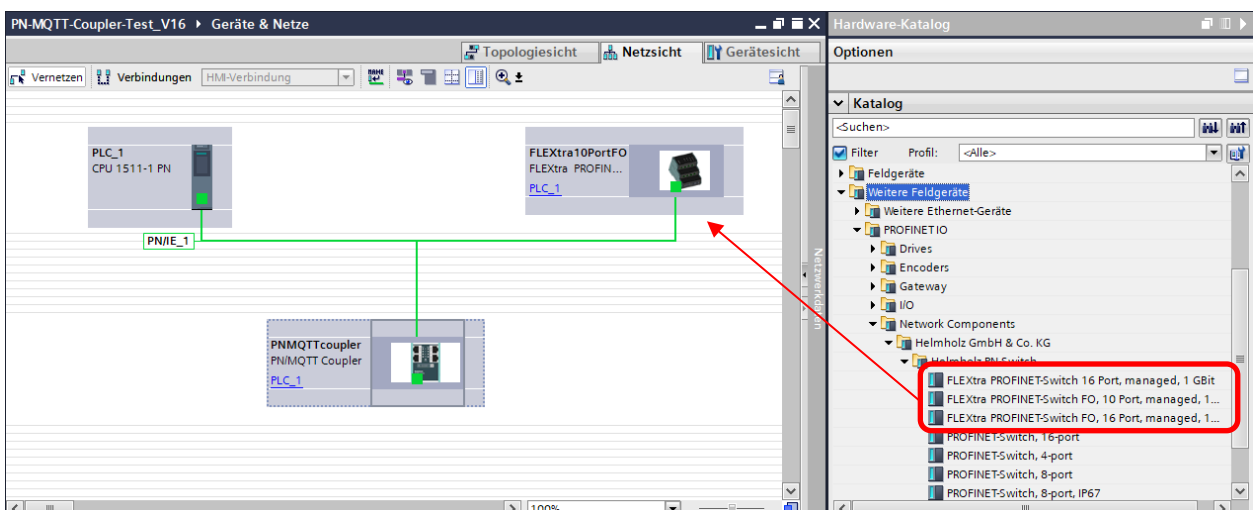 PN-MQTT-Coupler-Test_V16 ▸ Geräte & Netze
Topologiesicht
Netzsicht
Gerätesicht
Vernetzen
Verbindungen
HMI-Verbindung
PLC_1
CPU 1511-1 PN
FLEXtra10PortFO
FLEXtra PROFIN...
PLC_1
PN/IE_1
PNMQTTcoupler
PN/MQTT Coupler
PLC_1
100%
Netzwerkdaten
Hardware-Katalog
Optionen
Katalog
<Suchen>
Filter
Profil:
<Alle>
Feldgeräte
Weitere Feldgeräte
Weitere Ethernet-Geräte
PROFINET IO
Drives
Encoders
Gateway
I/O
Network Components
Helmholz GmbH & Co. KG
Helmholz PN-Switch
FLEXtra PROFINET-Switch 16 Port, managed, 1 GBit
FLEXtra PROFINET-Switch FO, 10 Port, managed, 1...
FLEXtra PROFINET-Switch FO, 16 Port, managed, 1...
PROFINET-Switch, 16-port
PROFINET-Switch, 4-port
PROFINET-Switch, 8-port
PROFINET-Switch, 8-port, IP67